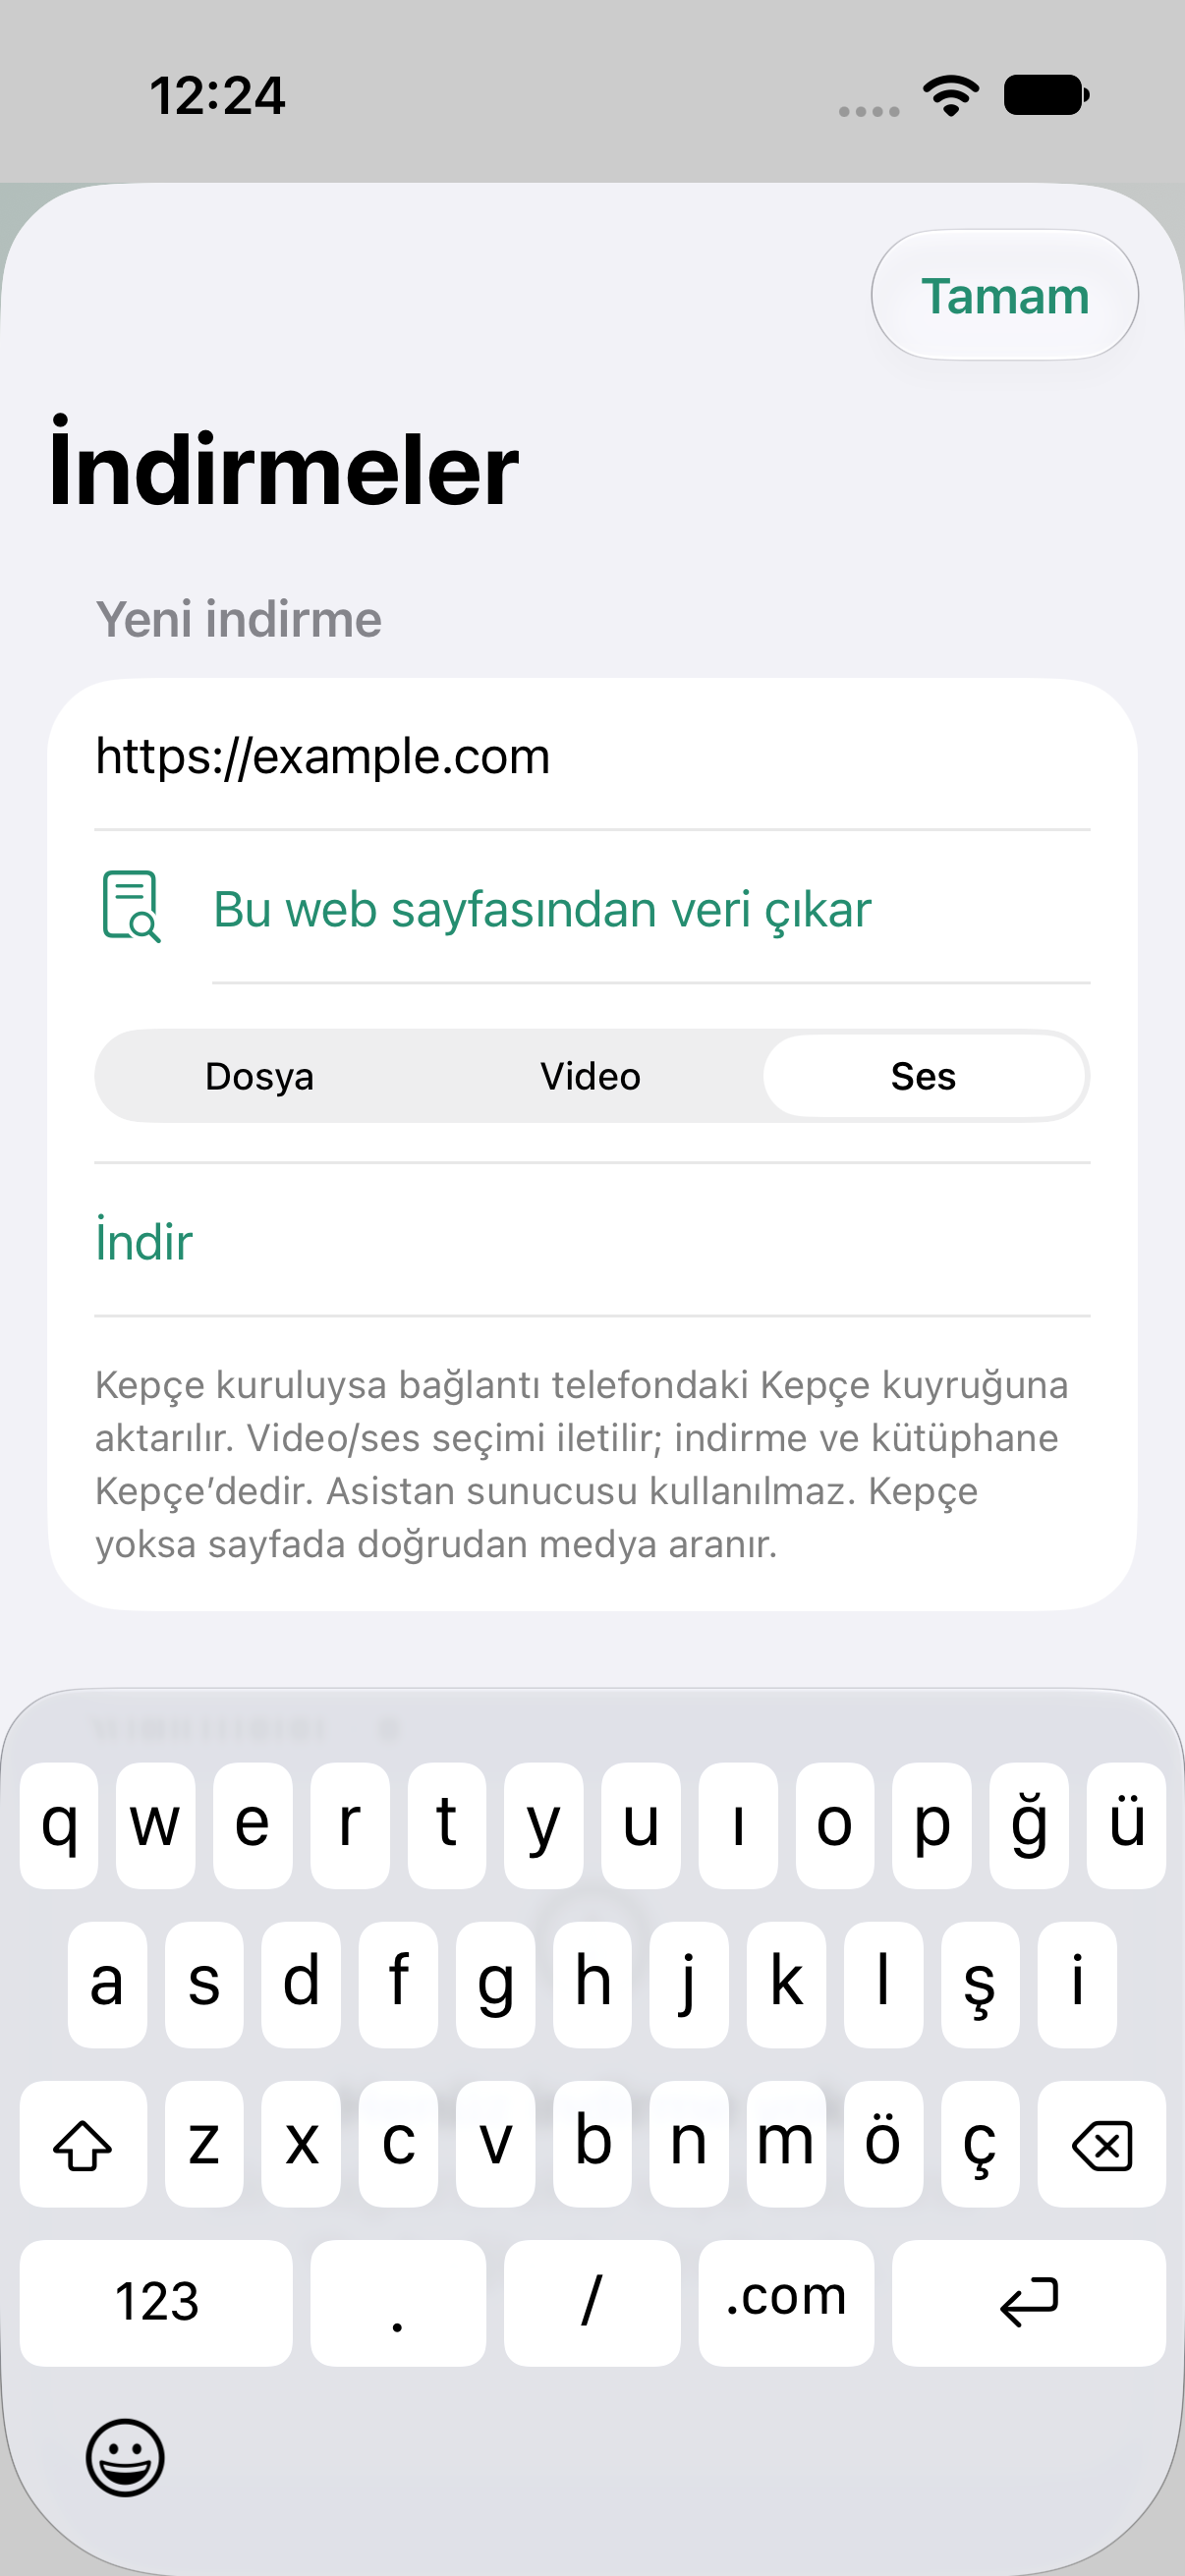 12:24
Tamam
İndirmeler
Yeni indirme
https://example.com
Bu web sayfasından veri çıkar
Dosya Video Ses
İndir
Kepçe kuruluysa bağlantı telefondaki Kepçe kuyruğuna
aktarılır. Video/ses seçimi iletilir; indirme ve kütüphane
Kepçe’dedir. Asistan sunucusu kullanılmaz. Kepçe
yoksa sayfada doğrudan medya aranır.
q w e r t y u ı o p ğ ü
a s d f g h j k l ş i
z x c v b n m ö ç
123 . / .com